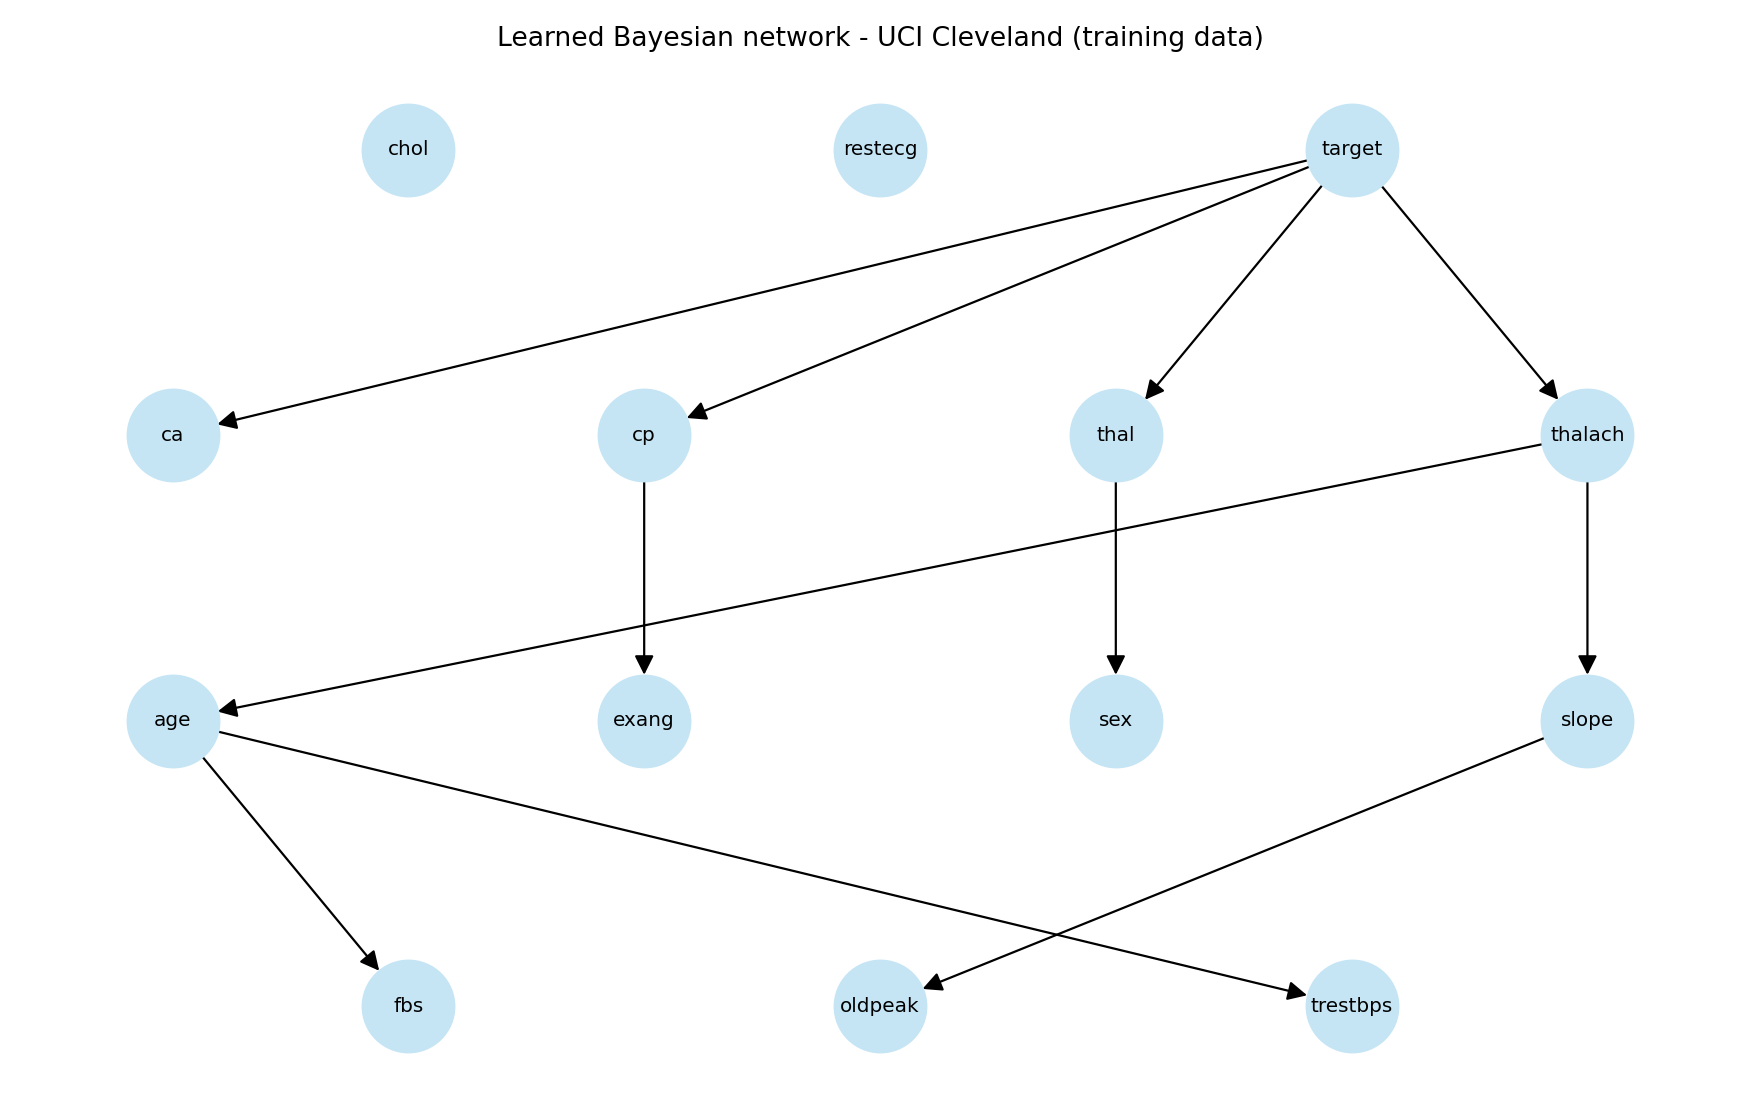 Learned Bayesian network - UCI Cleveland (training data)
chol
restecg
target
ca
cp
thal
thalach
age
exang
sex
slope
fbs
oldpeak
trestbps